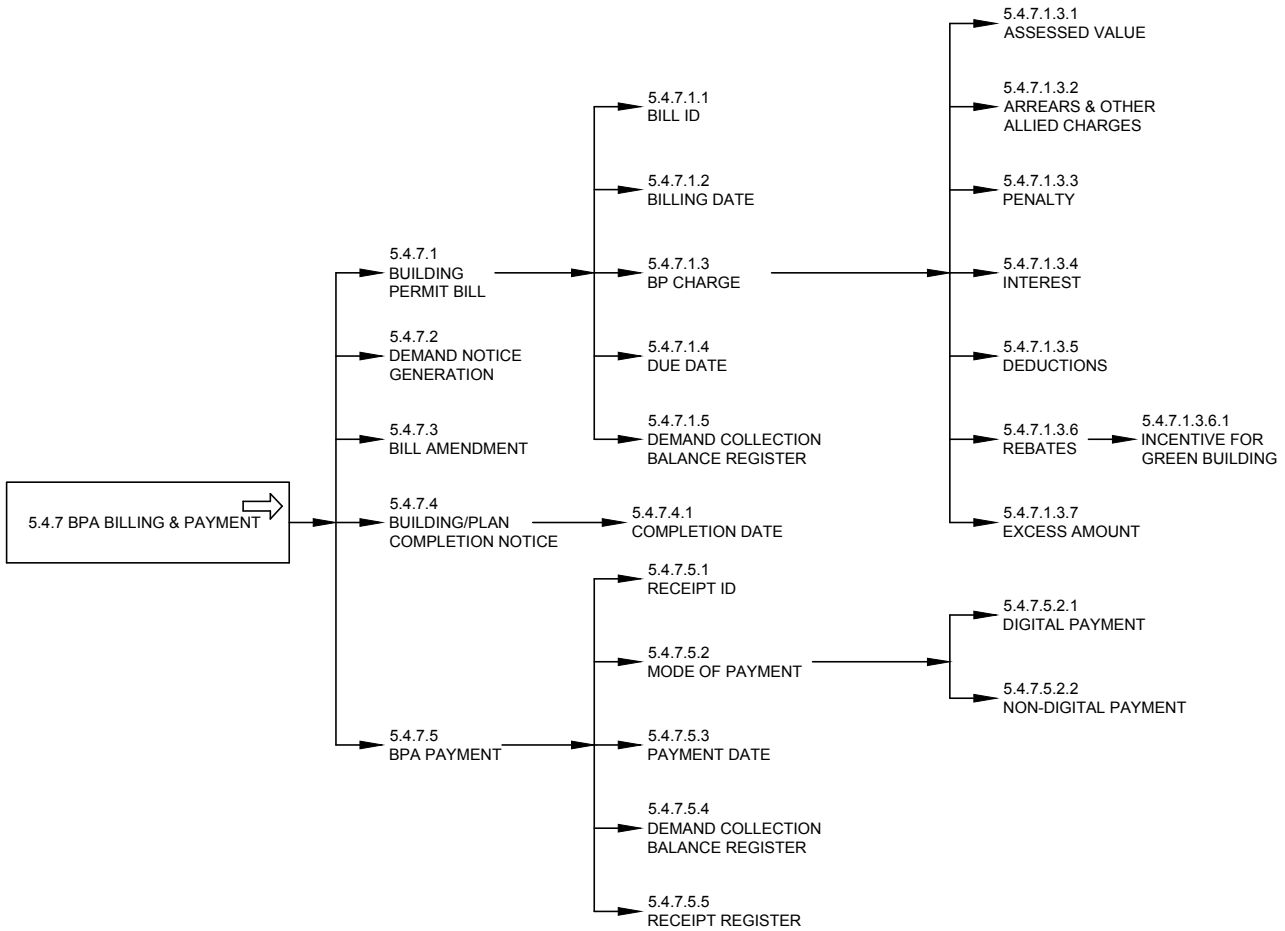 5.4.7 BPA BILLING & PAYMENT
5.4.7.1
BUILDING
PERMIT BILL
5.4.7.1.1
BILL ID
5.4.7.1.2
BILLING DATE
5.4.7.1.3
BP CHARGE
5.4.7.1.3.1
ASSESSED VALUE
5.4.7.1.3.2
ARREARS & OTHER
ALLIED CHARGES
5.4.7.1.3.3
PENALTY
5.4.7.1.3.4
INTEREST
5.4.7.1.3.5
DEDUCTIONS
5.4.7.1.3.6
REBATES
5.4.7.1.3.6.1
INCENTIVE FOR
GREEN BUILDING
5.4.7.1.3.7
EXCESS AMOUNT
5.4.7.1.4
DUE DATE
5.4.7.1.5
DEMAND COLLECTION
BALANCE REGISTER
5.4.7.2
DEMAND NOTICE
GENERATION
5.4.7.3
BILL AMENDMENT
5.4.7.4
BUILDING/PLAN
COMPLETION NOTICE
5.4.7.4.1
COMPLETION DATE
5.4.7.5
BPA PAYMENT
5.4.7.5.1
RECEIPT ID
5.4.7.5.2
MODE OF PAYMENT
5.4.7.5.2.1
DIGITAL PAYMENT
5.4.7.5.2.2
NON-DIGITAL PAYMENT
5.4.7.5.3
PAYMENT DATE
5.4.7.5.4
DEMAND COLLECTION
BALANCE REGISTER
5.4.7.5.5
RECEIPT REGISTER